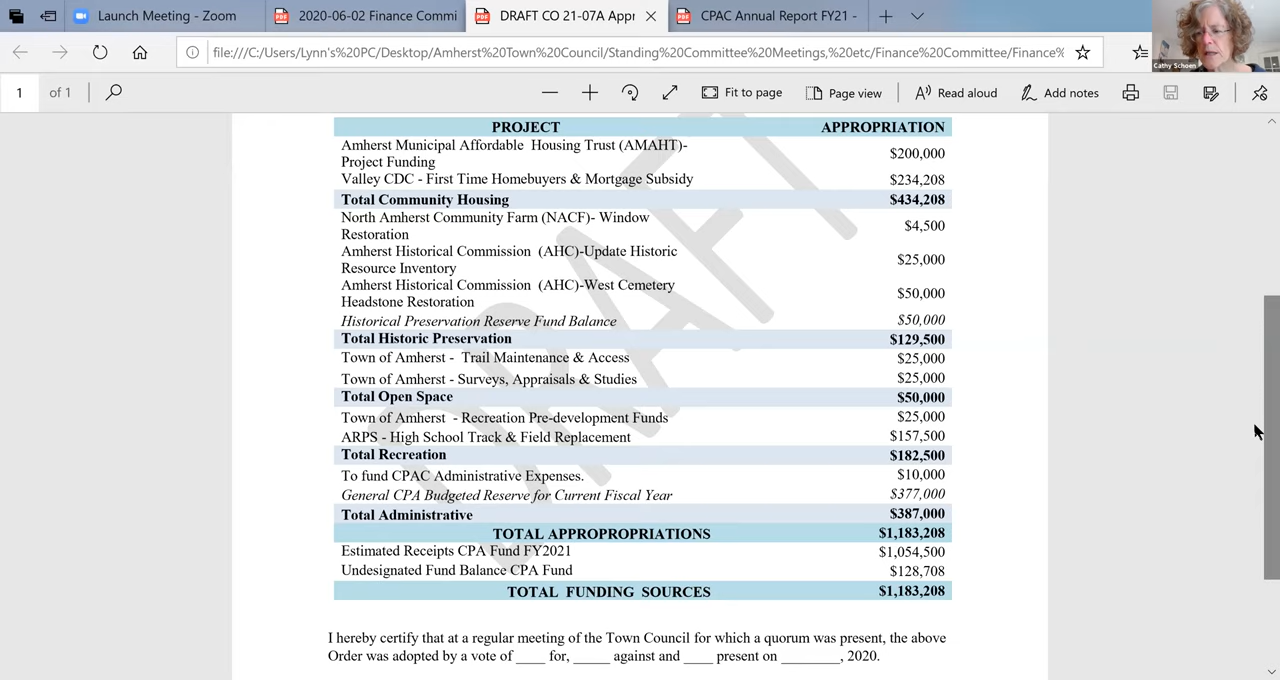 Launch Meeting - Zoom
2020-06-02 Finance Commi
DRAFT CO 21-07A Appr
CPAC Annual Report FY21 -
Cathy Schoen
file:///C:/Users/Lynn's%20PC/Desktop/Amherst%20Town%20Council/Standing%20Committee%20Meetings,%20etc/Finance%20Committee/Finance%
1 of 1
Fit to page
Page view
Read aloud
Add notes
PROJECT APPROPRIATION
Amherst Municipal Affordable Housing Trust (AMAHT)-
Project Funding $200,000
Valley CDC - First Time Homebuyers & Mortgage Subsidy $234,208
Total Community Housing $434,208
North Amherst Community Farm (NACF)- Window
Restoration $4,500
Amherst Historical Commission (AHC)-Update Historic
Resource Inventory $25,000
Amherst Historical Commission (AHC)-West Cemetery
Headstone Restoration $50,000
Historical Preservation Reserve Fund Balance $50,000
Total Historic Preservation $129,500
Town of Amherst - Trail Maintenance & Access $25,000
Town of Amherst - Surveys, Appraisals & Studies $25,000
Total Open Space $50,000
Town of Amherst - Recreation Pre-development Funds $25,000
ARPS - High School Track & Field Replacement $157,500
Total Recreation $182,500
To fund CPAC Administrative Expenses. $10,000
General CPA Budgeted Reserve for Current Fiscal Year $377,000
Total Administrative $387,000
TOTAL APPROPROPRIATIONS $1,183,208
Estimated Receipts CPA Fund FY2021 $1,054,500
Undesignated Fund Balance CPA Fund $128,708
TOTAL FUNDING SOURCES $1,183,208
I hereby certify that at a regular meeting of the Town Council for which a quorum was present, the above
Order was adopted by a vote of ____ for, _____ against and ____ present on ________, 2020.
DRAFT